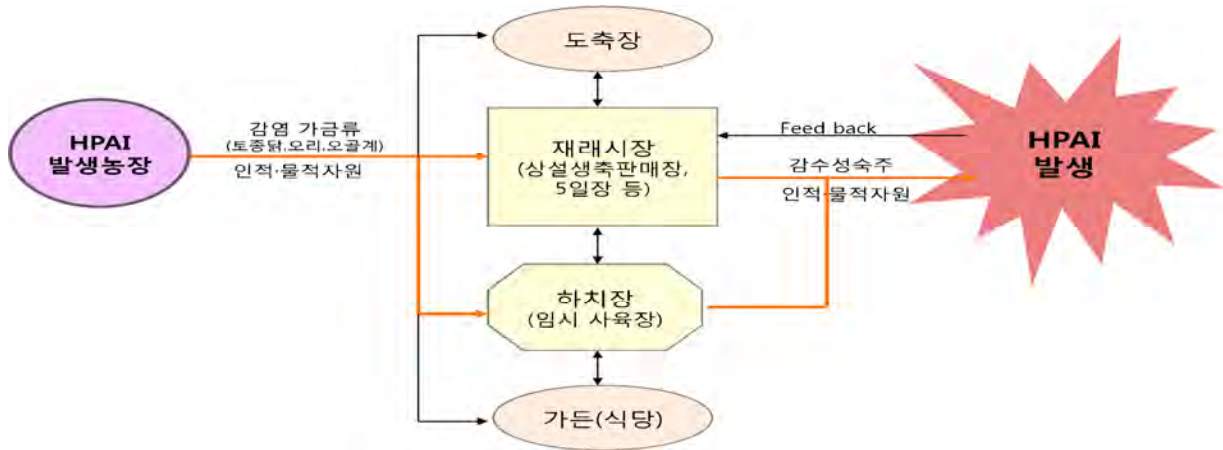 도축장
HPAI
발생농장
감염 가금류
(토종닭,오리,오골계)
인적·물적자원
재래시장
(상설생축판매장,
5일장 등)
Feed back
감수성숙주
인적·물적자원
HPAI
발생
하치장
(임시 사육장)
가든(식당)